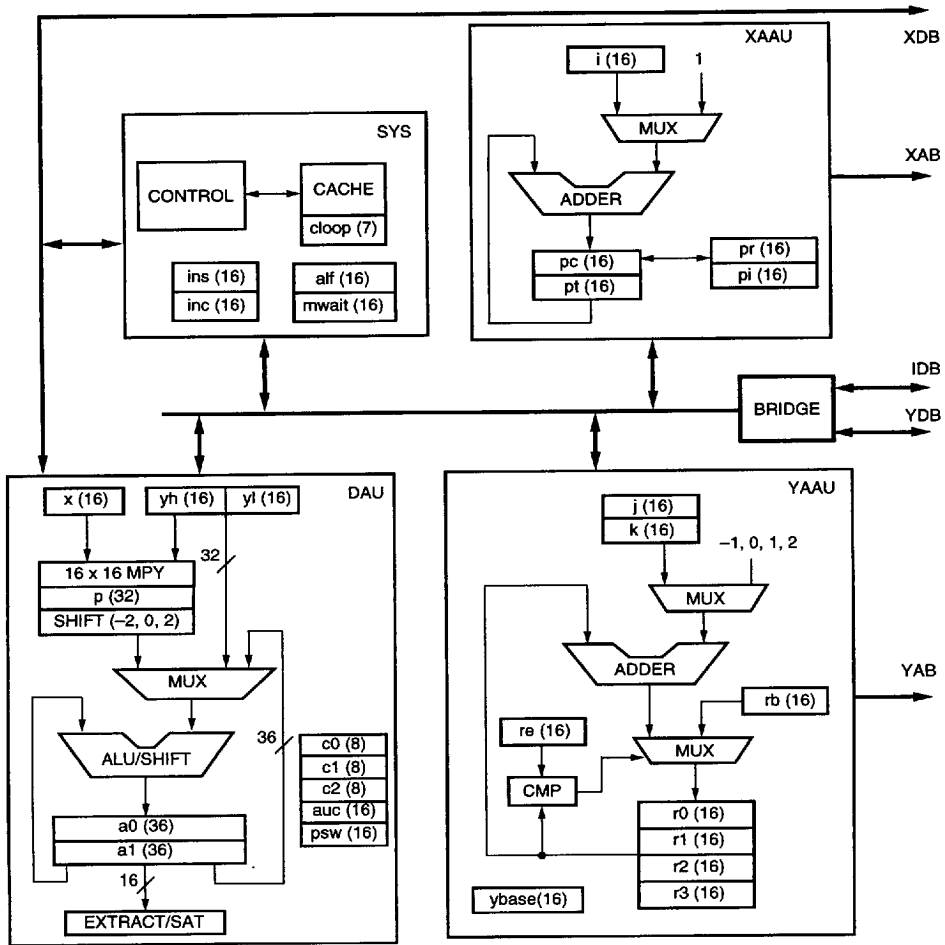 XDB
XAAU
i (16)
1
MUX
XAB
ADDER
pc (16)
pt (16)
pr (16)
pi (16)
SYS
CONTROL
CACHE
cloop (7)
ins (16)
inc (16)
alf (16)
mwait (16)
BRIDGE
IDB
YDB
DAU
x (16)
yh (16)
yl (16)
32
16 x 16 MPY
p (32)
SHIFT (–2, 0, 2)
MUX
ALU/SHIFT
36
c0 (8)
c1 (8)
c2 (8)
auc (16)
psw (16)
a0 (36)
a1 (36)
16
EXTRACT/SAT
YAAU
j (16)
k (16)
–1, 0, 1, 2
MUX
ADDER
YAB
rb (16)
re (16)
MUX
CMP
r0 (16)
r1 (16)
r2 (16)
r3 (16)
ybase(16)